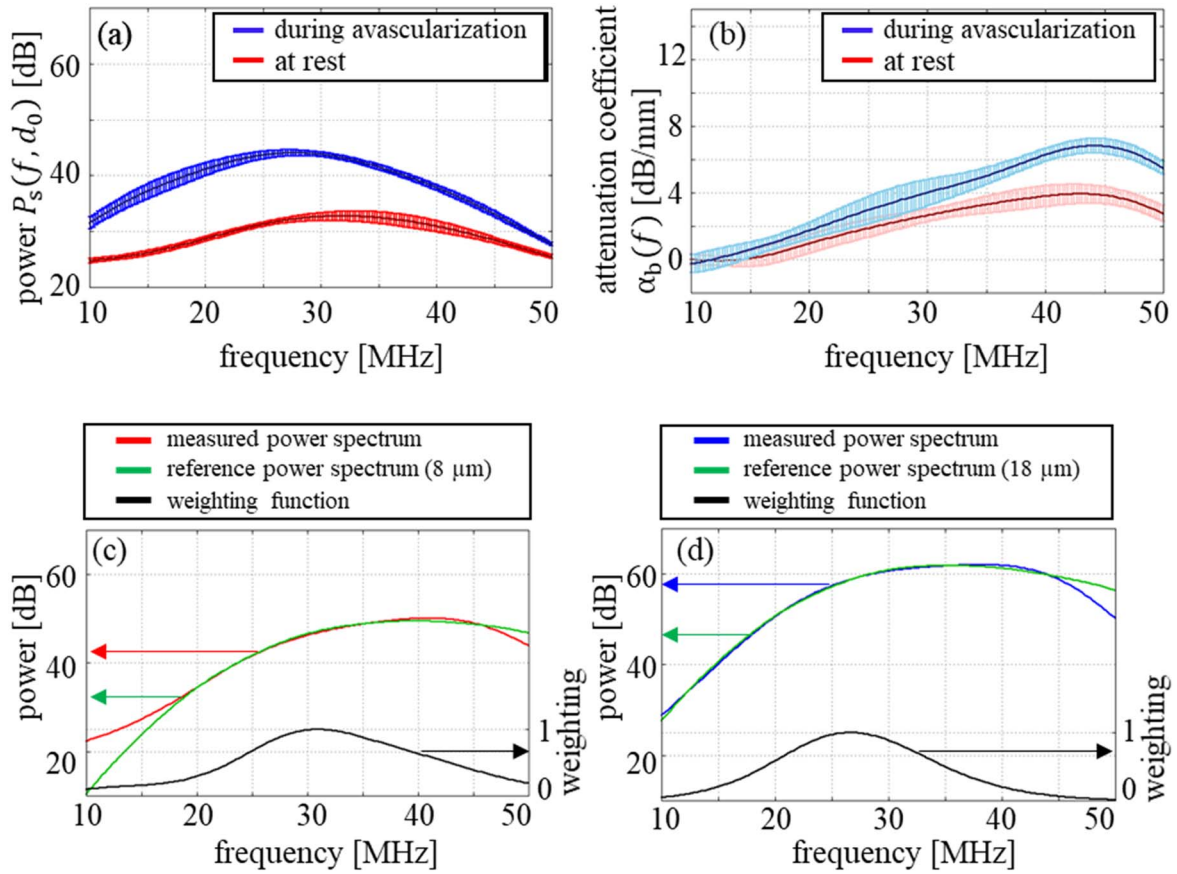 (a)
during avascularization
at rest
power Pₛ(f, d₀) [dB]
60
40
20
10 20 30 40 50
frequency [MHz]
(b)
during avascularization
at rest
attenuation coefficient
α_b(f) [dB/mm]
12
8
4
0
10 20 30 40 50
frequency [MHz]
measured power spectrum
reference power spectrum (8 µm)
weighting function
(c)
power [dB]
60
40
20
1
0
weighting
10 20 30 40 50
frequency [MHz]
measured power spectrum
reference power spectrum (18 µm)
weighting function
(d)
power [dB]
60
40
20
1
0
weighting
10 20 30 40 50
frequency [MHz]